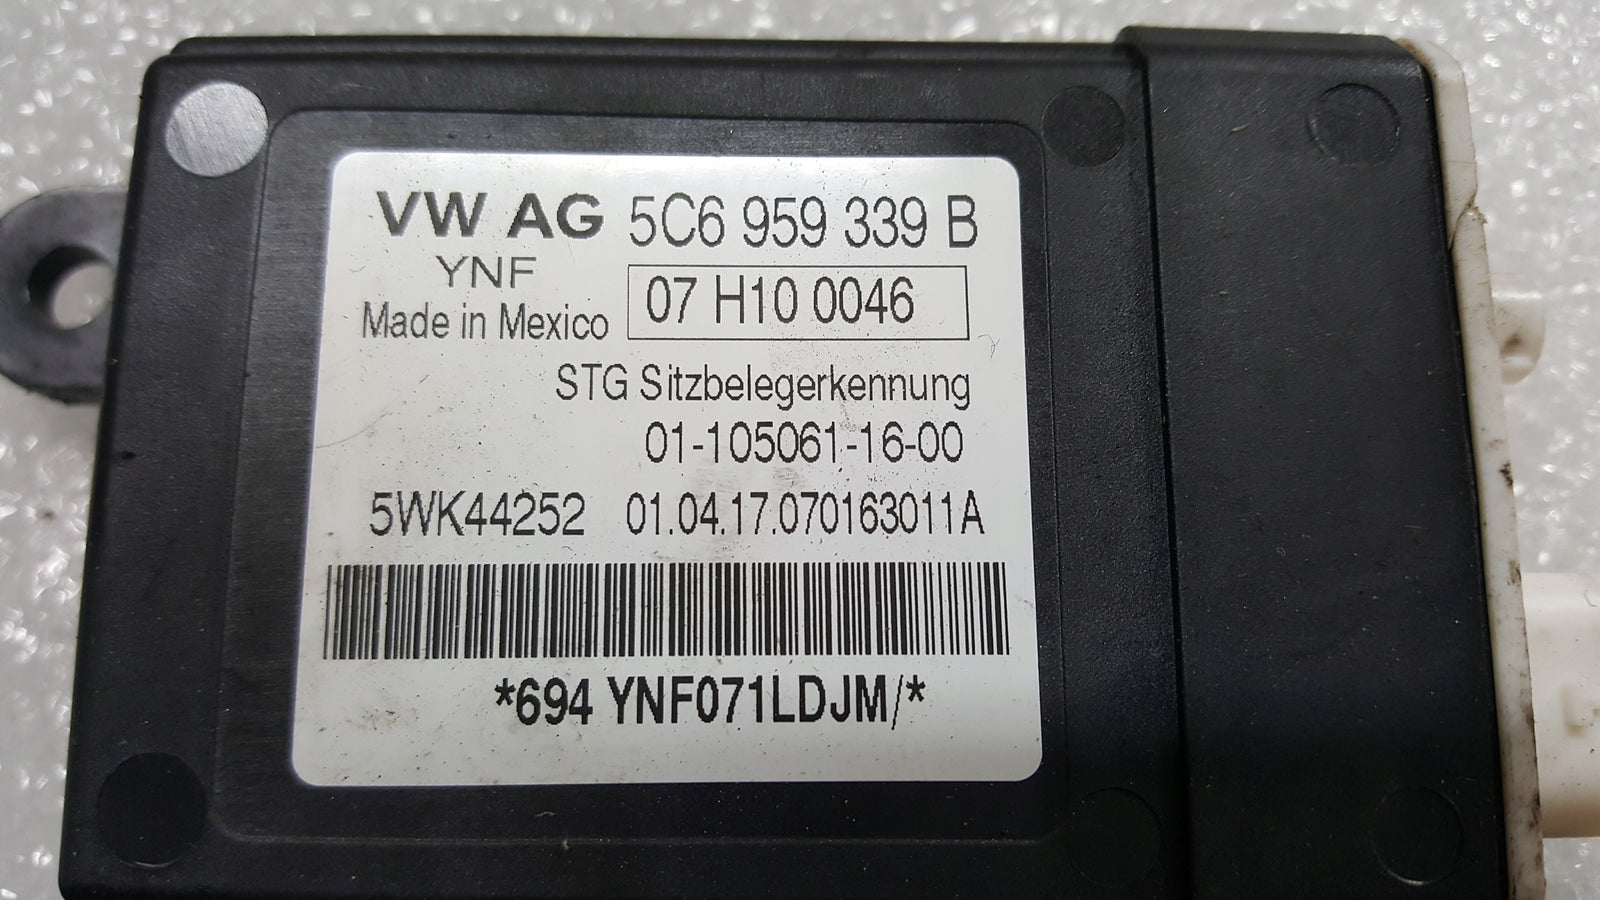 VW AG 5C6 959 339 B
YNF
07 H10 0046
Made in Mexico
STG Sitzbelegerkennung
01-105061-16-00
5WK44252 01.04.17.070163011A
*694 YNF071LDJM/*